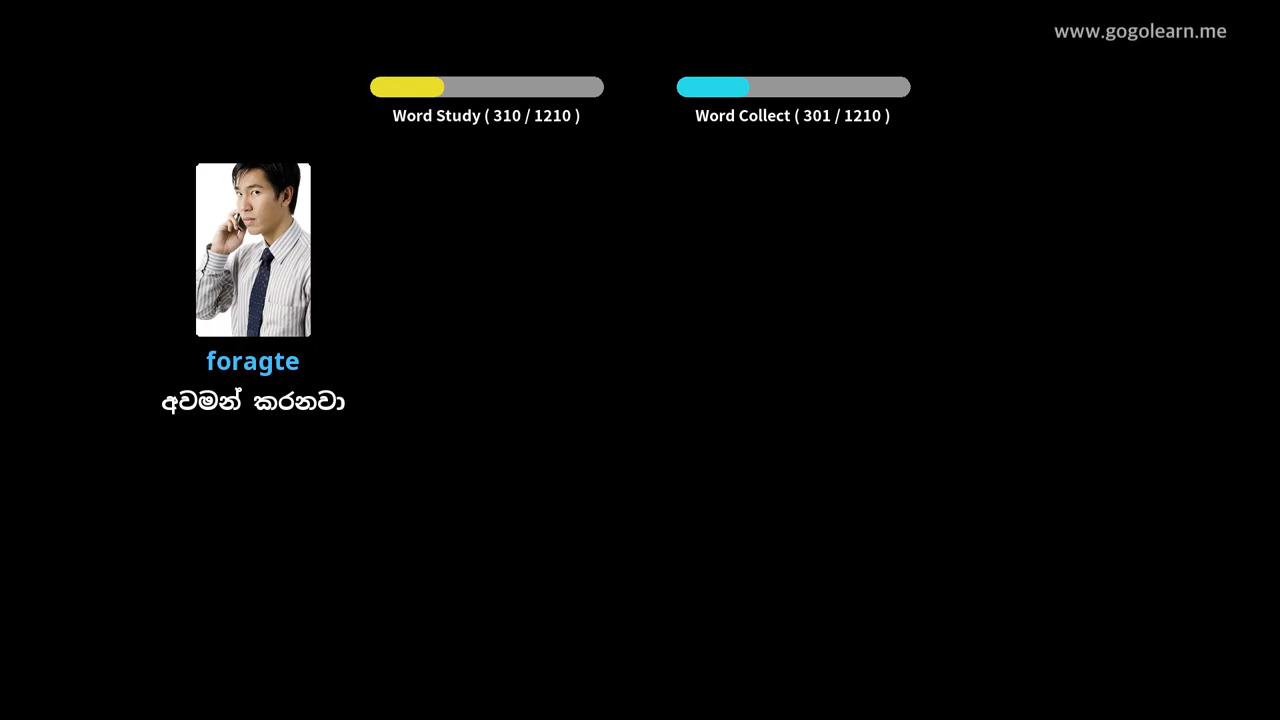 www.gogolearn.me
Word Study ( 310 / 1210 )
Word Collect ( 301 / 1210 )
foragte
අවමන් කරනවා